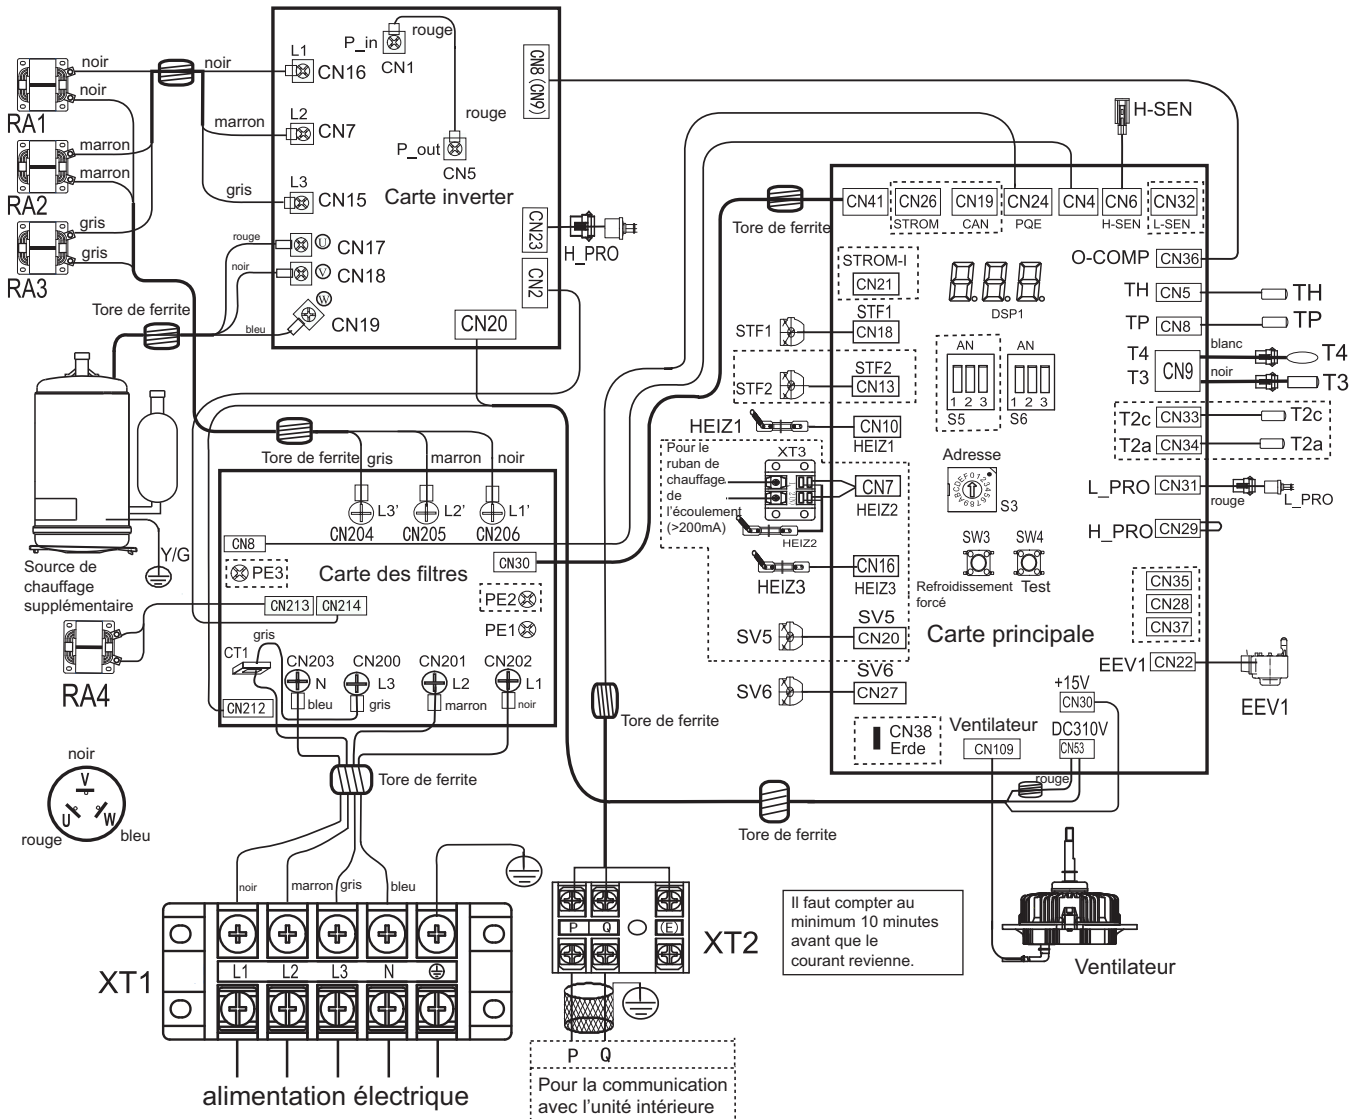 noir
noir
RA1
marron
marron
RA2
gris
gris
RA3
noir
marron
gris
L1
CN16
L2
CN7
L3
CN15
P_in
CN1
rouge
rouge
P_out
CN5
Carte inverter
CN8 (CN9)
CN23
H_PRO
CN2
CN20
rouge
U
CN17
noir
V
CN18
W
CN19
bleu
Tore de ferrite
Y/G
Source de
chauffage
supplémentaire
RA4
Tore de ferrite
gris
marron
noir
L3'
L2'
L1'
CN204
CN205
CN206
CN8
CN30
PE3
Carte des filtres
CN213
CN214
PE2
PE1
gris
CT1
CN203
CN200
CN201
CN202
N
L3
L2
L1
bleu
gris
marron
noir
CN212
Tore de ferrite
noir
V
U
W
rouge
bleu
noir
marron
gris
bleu
XT1
L1
L2
L3
N
alimentation électrique
Tore de ferrite
P
Q
(E)
XT2
P
Q
Pour la communication
avec l'unité intérieure
Tore de ferrite
H-SEN
Tore de ferrite
CN41
CN26
CN19
CN24
CN4
CN6
CN32
STROM
CAN
PQE
H-SEN
L-SEN
O-COMP
CN36
STROM-I
CN21
DSP1
TH
CN5
TH
TP
CN8
TP
STF1
STF1
CN18
T4
T3
CN9
blanc
noir
T4
T3
STF2
STF2
CN13
AN
AN
1 2 3
1 2 3
S5
S6
T2c
CN33
T2c
T2a
CN34
T2a
HEIZ1
CN10
HEIZ1
Pour le
ruban de
chauffage
de
l'écoulement
(>200mA)
XT3
CN7
HEIZ2
HEIZ2
Adresse
S3
L_PRO
CN31
rouge
L_PRO
H_PRO
CN29
HEIZ3
CN16
HEIZ3
SW3
SW4
Refroidissement
forcé
Test
CN35
CN28
CN37
SV5
SV5
CN20
Carte principale
EEV1
CN22
EEV1
SV6
SV6
CN27
+15V
CN30
CN38
Erde
Ventilateur
CN109
DC310V
CN53
rouge
Il faut compter au
minimum 10 minutes
avant que le
courant revienne.
Ventilateur